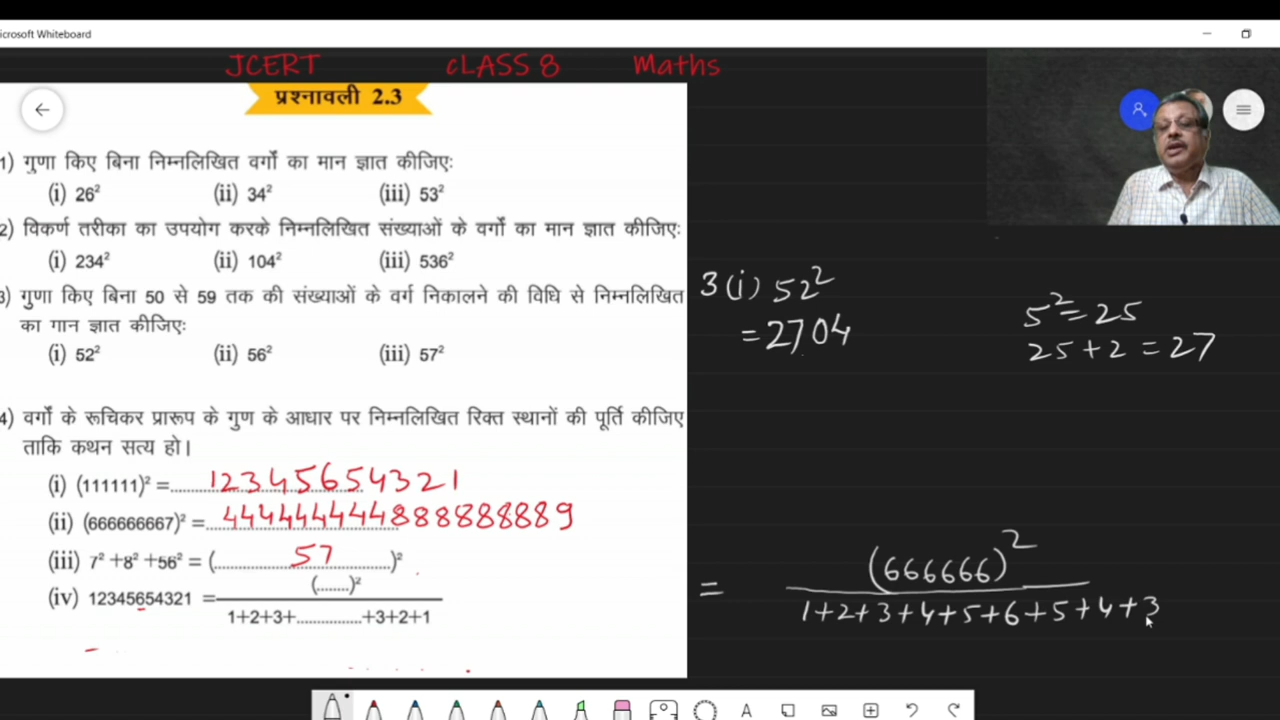 icrosoft Whiteboard
JCERT cLASS 8 Maths
प्रश्नावली 2.3
1) गुणा किए बिना निम्नलिखित वर्गों का मान ज्ञात कीजिएः
(i) 26² (ii) 34² (iii) 53²
2) विकर्ण तरीका का उपयोग करके निम्नलिखित संख्याओं के वर्गों का मान ज्ञात कीजिएः
(i) 234² (ii) 104² (iii) 536²
3) गुणा किए बिना 50 से 59 तक की संख्याओं के वर्ग निकालने की विधि से निम्नलिखित
का गान ज्ञात कीजिएः
(i) 52² (ii) 56² (iii) 57²
4) वर्गों के रूचिकर प्रारूप के गुण के आधार पर निम्नलिखित रिक्त स्थानों की पूर्ति कीजिए
ताकि कथन सत्य हो।
(i) (111111)² = 12345654321
(ii) (666666667)² = 444444444888888889
(iii) 7² +8² +56² = (57)²
(iv) 12345654321 = (........)²
1+2+3+................+3+2+1
3 (i) 52²
= 2704
5² = 25
25 + 2 = 27
= (666666)²
1+2+3+4+5+6+5+4+3
A